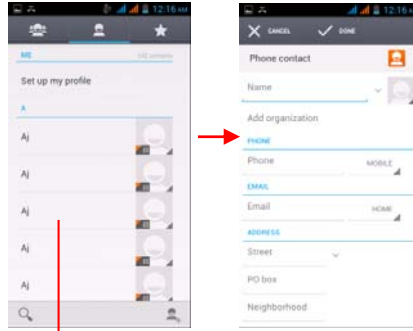 12:16 AM
ME
Set up my profile
A
Aj
Aj
Aj
Aj
Aj
12:16
CANCEL
DONE
Phone contact
Name
Add organization
PHONE
Phone
MOBILE
EMAIL
Email
HOME
ADDRESS
Street
PO box
Neighborhood